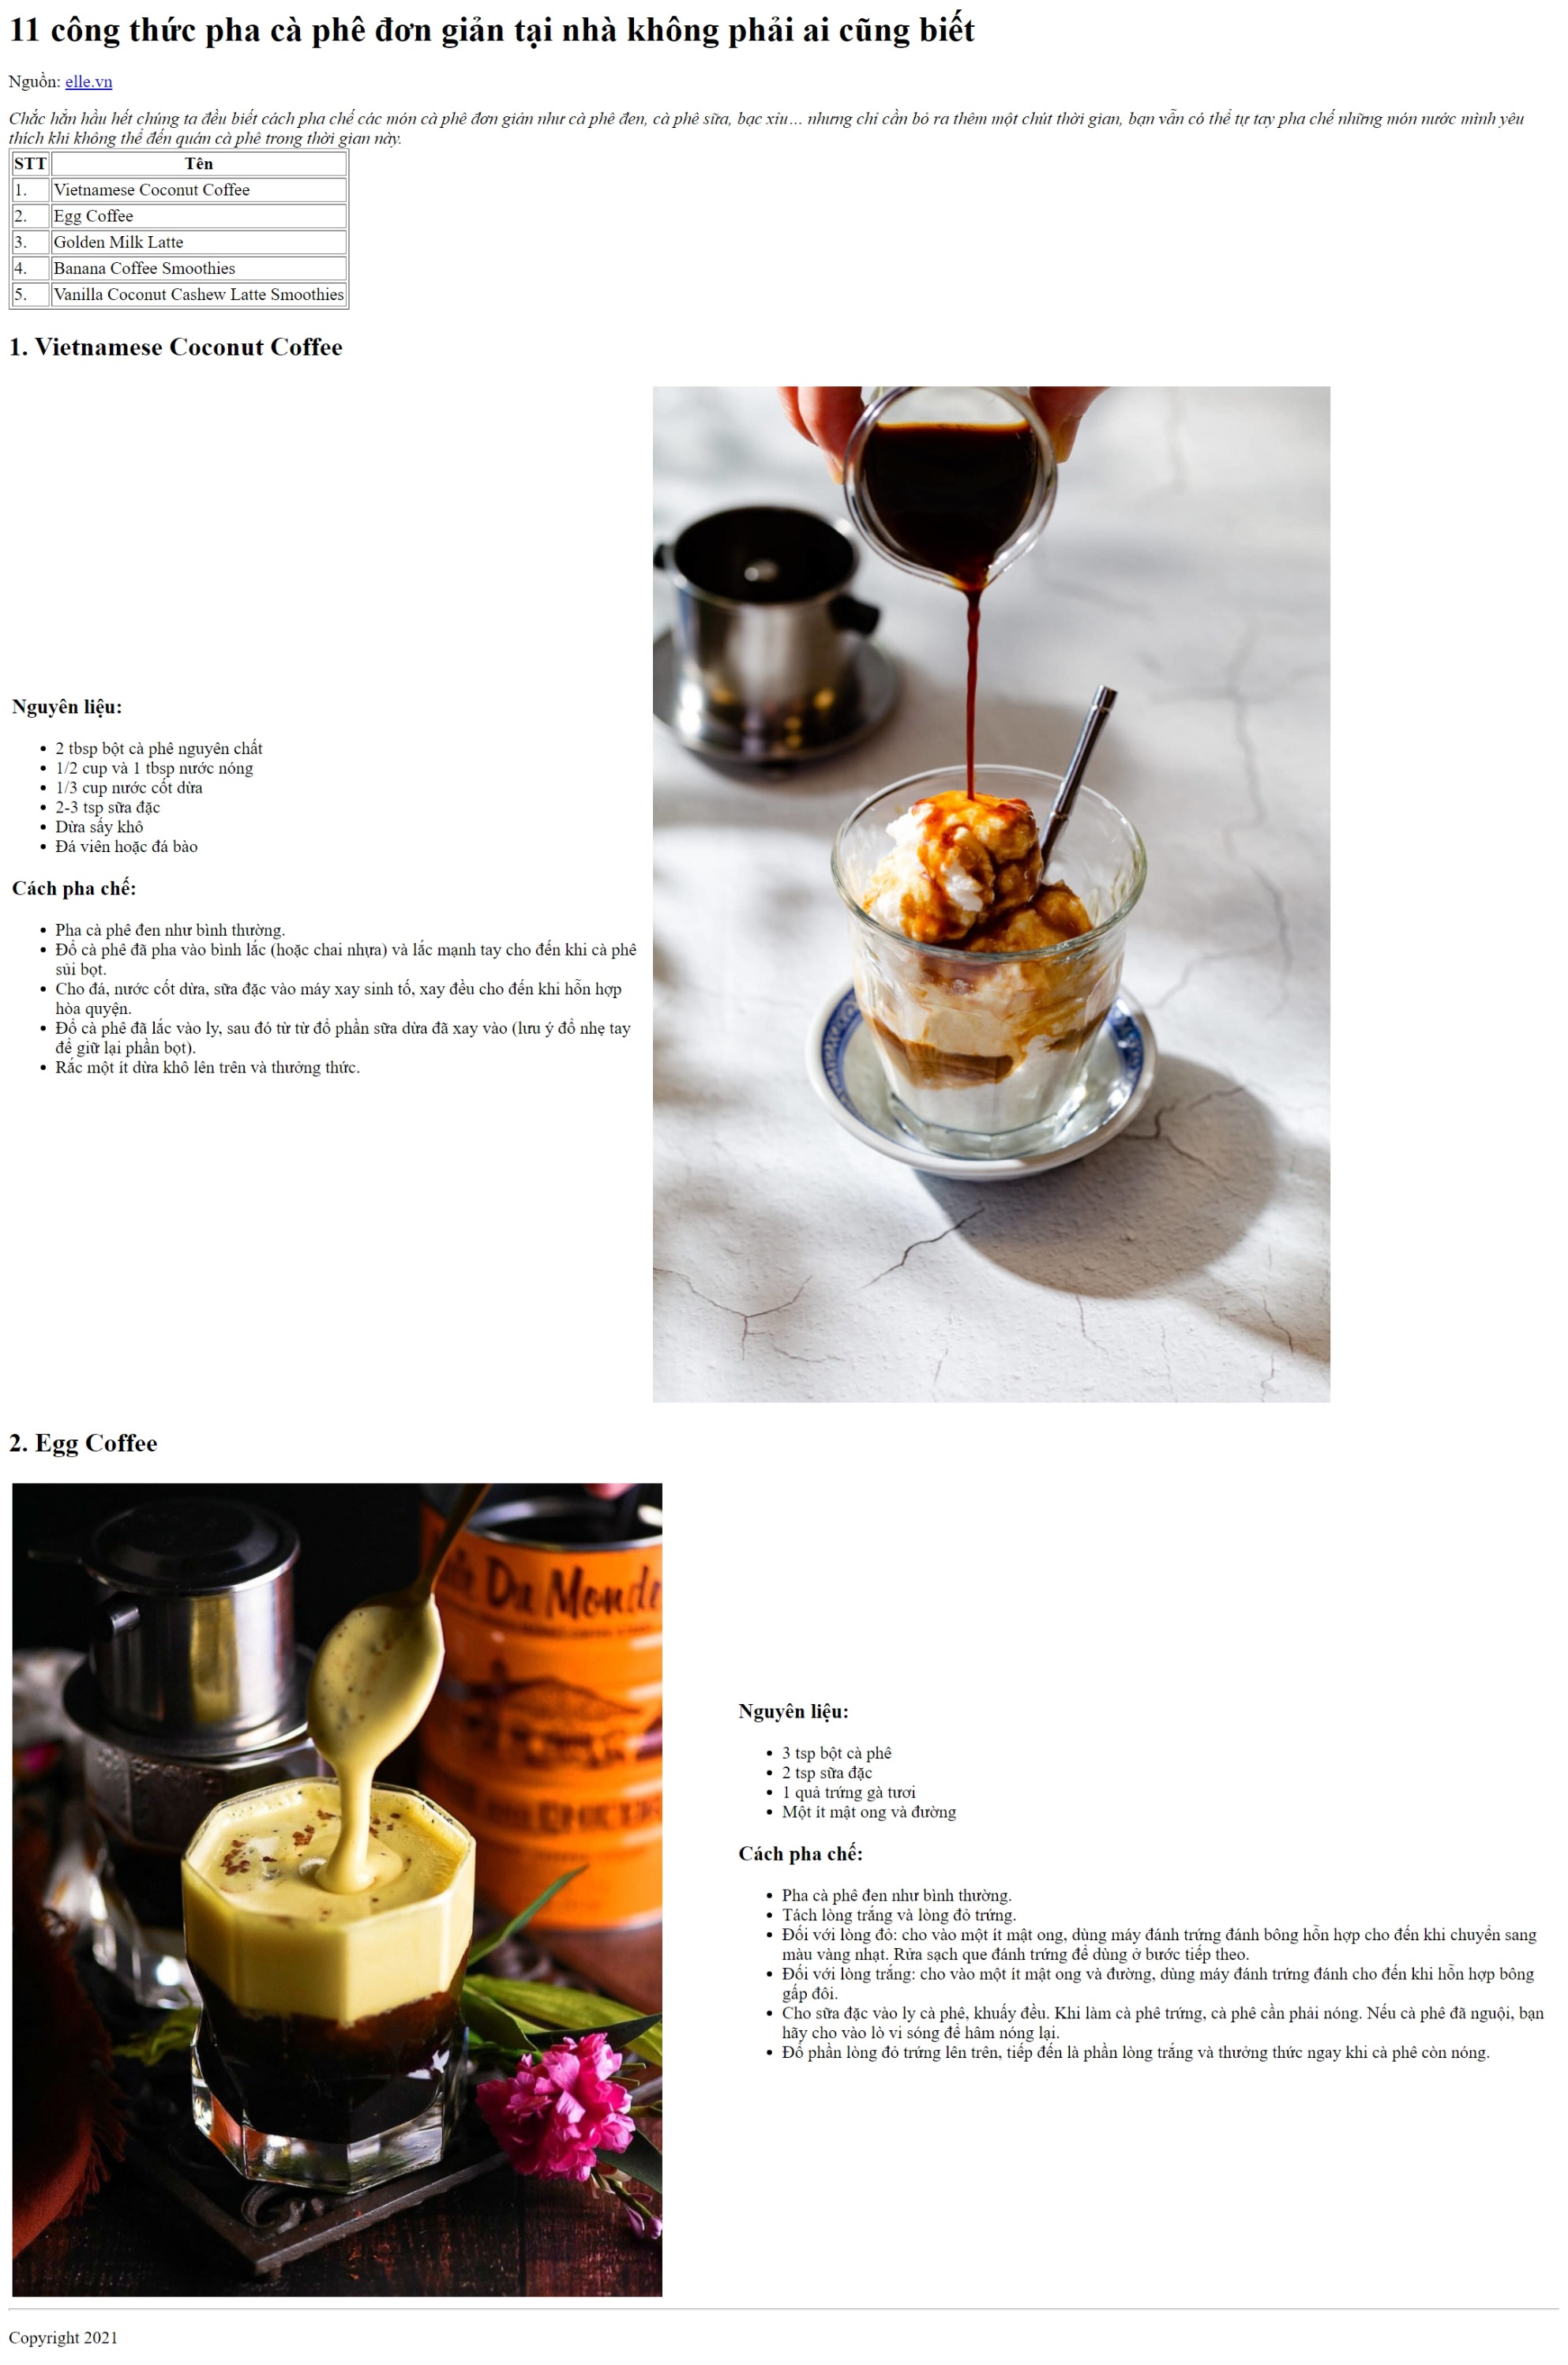 11 công thức pha cà phê đơn giản tại nhà không phải ai cũng biết
Nguồn: elle.vn
Chắc hẳn hầu hết chúng ta đều biết cách pha chế các món cà phê đơn giản như cà phê đen, cà phê sữa, bạc xỉu… nhưng chỉ cần bỏ ra thêm một chút thời gian, bạn vẫn có thể tự tay pha chế những món nước mình yêu
thích khi không thể đến quán cà phê trong thời gian này.
STT Tên
1. Vietnamese Coconut Coffee
2. Egg Coffee
3. Golden Milk Latte
4. Banana Coffee Smoothies
5. Vanilla Coconut Cashew Latte Smoothies
1. Vietnamese Coconut Coffee
Nguyên liệu:
• 2 tbsp bột cà phê nguyên chất
• 1/2 cup và 1 tbsp nước nóng
• 1/3 cup nước cốt dừa
• 2-3 tsp sữa đặc
• Dừa sấy khô
• Đá viên hoặc đá bào
Cách pha chế:
• Pha cà phê đen như bình thường.
• Đổ cà phê đã pha vào bình lắc (hoặc chai nhựa) và lắc mạnh tay cho đến khi cà phê
sủi bọt.
• Cho đá, nước cốt dừa, sữa đặc vào máy xay sinh tố, xay đều cho đến khi hỗn hợp
hòa quyện.
• Đổ cà phê đã lắc vào ly, sau đó từ từ đổ phần sữa dừa đã xay vào (lưu ý đổ nhẹ tay
để giữ lại phần bọt).
• Rắc một ít dừa khô lên trên và thưởng thức.
2. Egg Coffee
Du Monde
Nguyên liệu:
• 3 tsp bột cà phê
• 2 tsp sữa đặc
• 1 quả trứng gà tươi
• Một ít mật ong và đường
Cách pha chế:
• Pha cà phê đen như bình thường.
• Tách lòng trắng và lòng đỏ trứng.
• Đối với lòng đỏ: cho vào một ít mật ong, dùng máy đánh trứng đánh bông hỗn hợp cho đến khi chuyển sang
màu vàng nhạt. Rửa sạch que đánh trứng để dùng ở bước tiếp theo.
• Đối với lòng trắng: cho vào một ít mật ong và đường, dùng máy đánh trứng đánh cho đến khi hỗn hợp bông
gấp đôi.
• Cho sữa đặc vào ly cà phê, khuấy đều. Khi làm cà phê trứng, cà phê cần phải nóng. Nếu cà phê đã nguội, bạn
hãy cho vào lò vi sóng để hâm nóng lại.
• Đổ phần lòng đỏ trứng lên trên, tiếp đến là phần lòng trắng và thưởng thức ngay khi cà phê còn nóng.
Copyright 2021